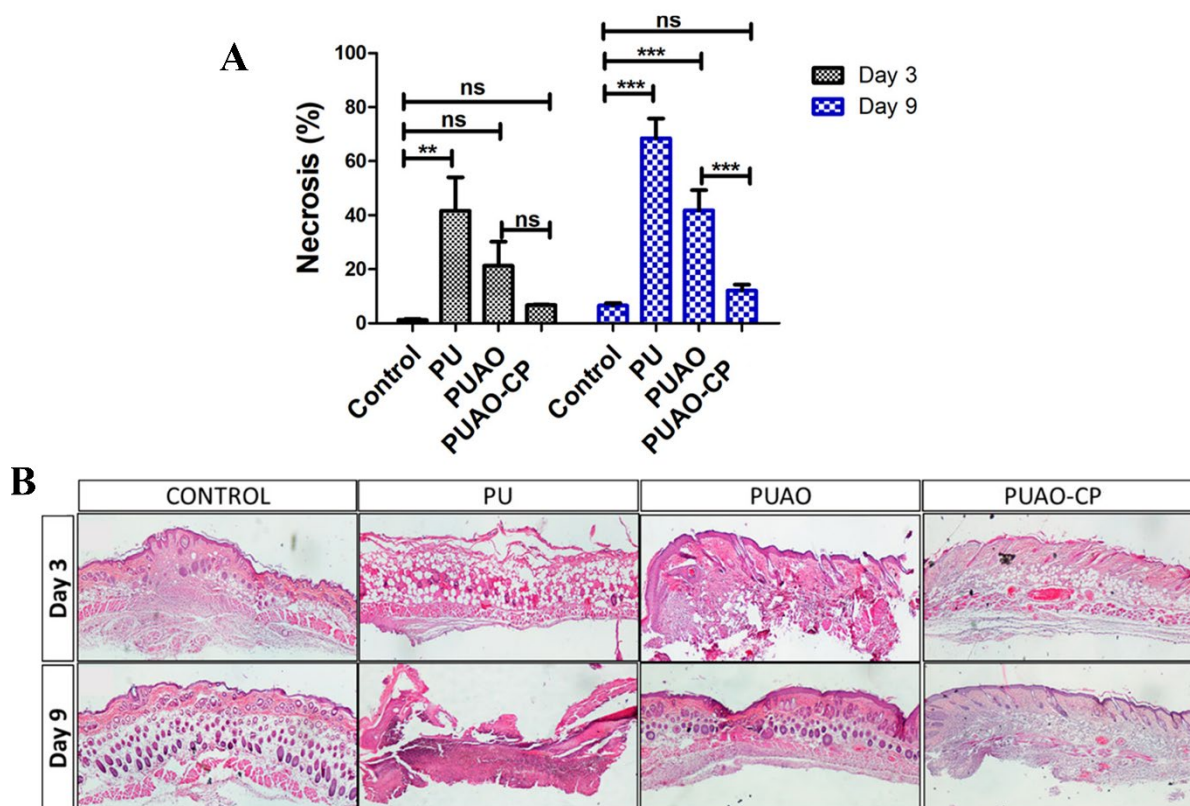 A
ns
ns
***
ns
***
**
***
ns
100
80
60
40
20
0
Necrosis (%)
Day 3
Day 9
Control
PU
PUAO
PUAO-CP
Control
PU
PUAO
PUAO-CP
B
CONTROL PU PUAO PUAO-CP
Day 3
Day 9